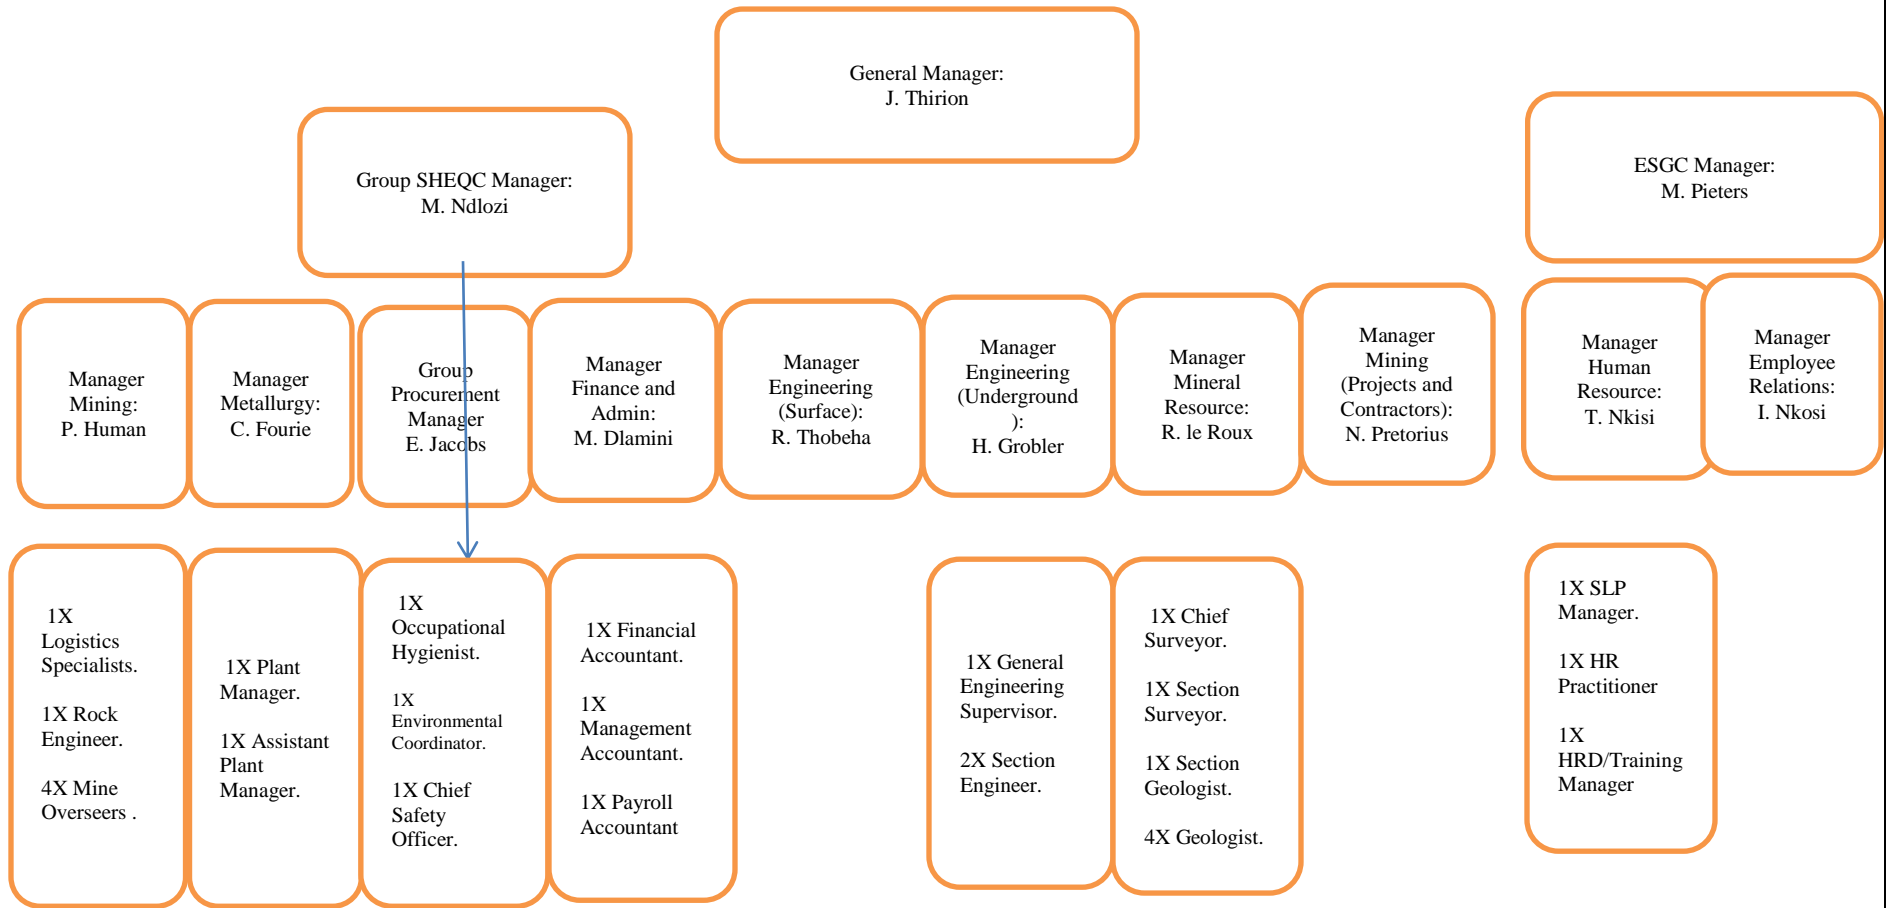 General Manager:
J. Thirion
Group SHEQC Manager:
M. Ndlozi
ESGC Manager:
M. Pieters
Manager
Mining:
P. Human
Manager
Metallurgy:
C. Fourie
Group
Procurement
Manager
E. Jacobs
Manager
Finance and
Admin:
M. Dlamini
Manager
Engineering
(Surface):
R. Thobeha
Manager
Engineering
(Underground
):
H. Grobler
Manager
Mineral
Resource:
R. le Roux
Manager
Mining
(Projects and
Contractors):
N. Pretorius
Manager
Human
Resource:
T. Nkisi
Manager
Employee
Relations:
I. Nkosi
1X
Logistics
Specialists.
1X Rock
Engineer.
4X Mine
Overseers .
1X Plant
Manager.
1X Assistant
Plant
Manager.
1X
Occupational
Hygienist.
1X
Environmental
Coordinator.
1X Chief
Safety
Officer.
1X Financial
Accountant.
1X
Management
Accountant.
1X Payroll
Accountant
1X General
Engineering
Supervisor.
2X Section
Engineer.
1X Chief
Surveyor.
1X Section
Surveyor.
1X Section
Geologist.
4X Geologist.
1X SLP
Manager.
1X HR
Practitioner
1X
HRD/Training
Manager